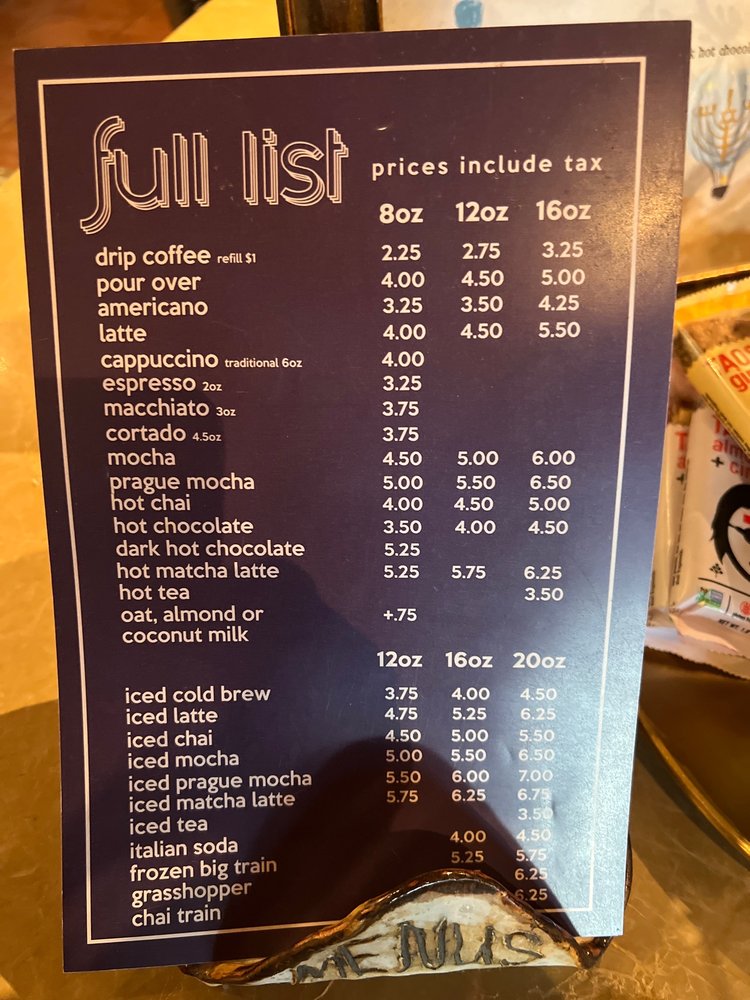 full list prices include tax
8oz 12oz 16oz
drip coffee refill $1 2.25 2.75 3.25
pour over 4.00 4.50 5.00
americano 3.25 3.50 4.25
latte 4.00 4.50 5.50
cappuccino traditional 6oz 4.00
espresso 2oz 3.25
macchiato 3oz 3.75
cortado 4.5oz 3.75
mocha 4.50 5.00 6.00
prague mocha 5.00 5.50 6.50
hot chai 4.00 4.50 5.00
hot chocolate 3.50 4.00 4.50
dark hot chocolate 5.25
hot matcha latte 5.25 5.75 6.25
hot tea 3.50
oat, almond or +.75
coconut milk
12oz 16oz 20oz
iced cold brew 3.75 4.00 4.50
iced latte 4.75 5.25 6.25
iced chai 4.50 5.00 5.50
iced mocha 5.00 5.50 6.50
iced prague mocha 5.50 6.00 7.00
iced matcha latte 5.75 6.25 6.75
iced tea 3.50
italian soda 4.00 4.50
frozen big train 5.25 5.75
grasshopper 6.25
chai train 6.25
MENUS
hot